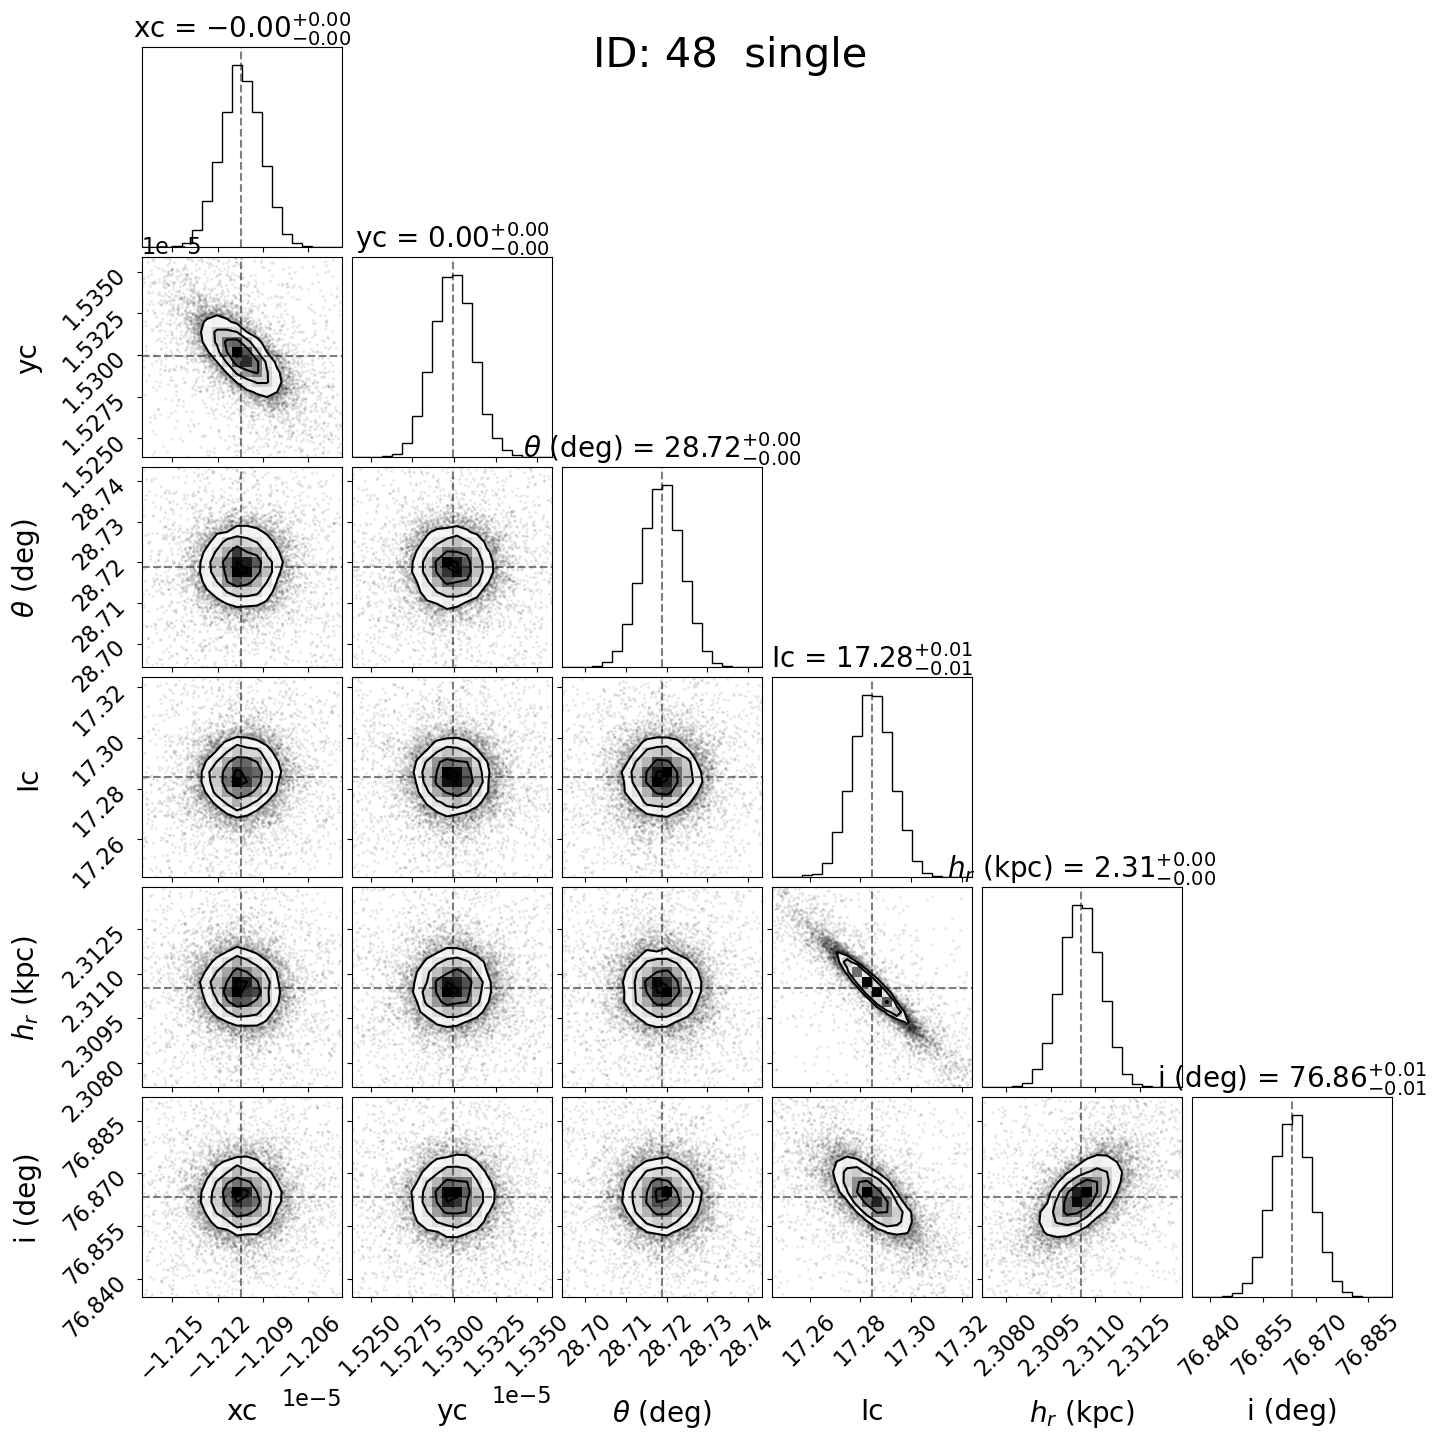 xc = −0.00+0.00−0.00
ID: 48 single
1e−5
yc = 0.00+0.00−0.00
yc
1.5350
1.5325
1.5300
1.5275
1.5250
θ (deg) = 28.72+0.00−0.00
θ (deg)
28.74
28.73
28.72
28.71
28.70
Ic = 17.28+0.01−0.01
Ic
17.32
17.30
17.28
17.26
hr (kpc) = 2.31+0.00−0.00
hr (kpc)
2.3125
2.3110
2.3095
2.3080
i (deg) = 76.86+0.01−0.01
i (deg)
76.885
76.870
76.855
76.840
−1.215 −1.212 −1.209 −1.206 1.5250 1.5275 1.5300 1.5325 1.5350 28.70 28.71 28.72 28.73 28.74 17.26 17.28 17.30 17.32 2.3080 2.3095 2.3110 2.3125 76.840 76.855 76.870 76.885
1e−5 1e−5
xc yc θ (deg) Ic hr (kpc) i (deg)